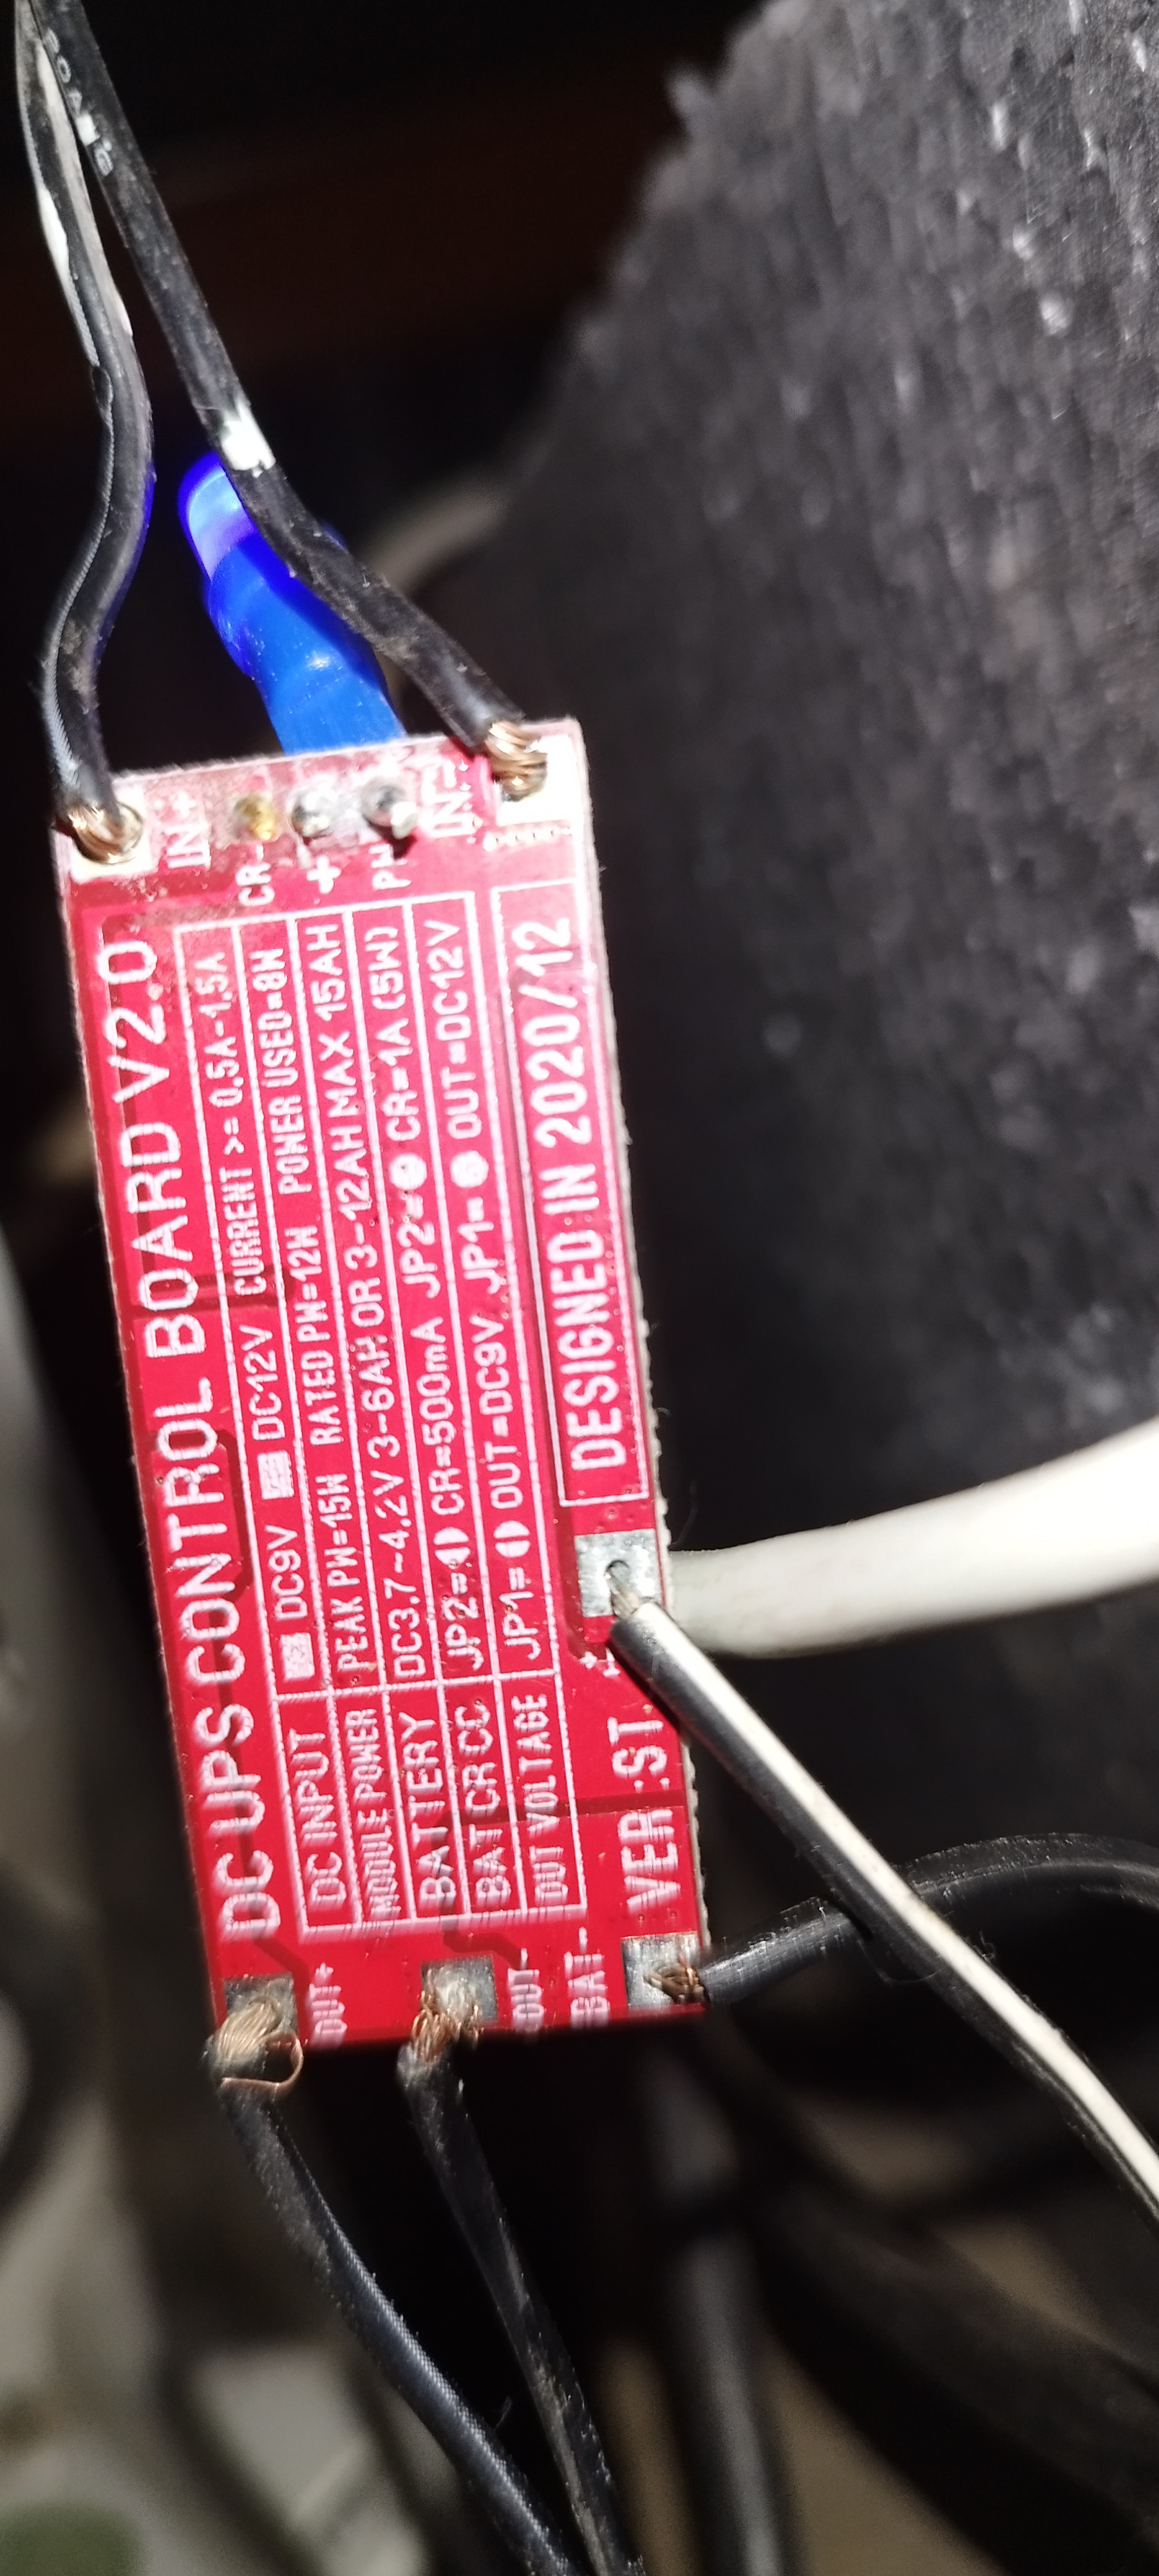 IN+ CR- + PW IN-
DC UPS CONTROL BOARD V2.0
DC INPUT DC9V DC12V CURRENT >= 0.5A-1.5A
MODULE POWER PEAK PW=15W RATED PW=12W POWER USED=8W
BATTERY DC3.7~4.2V 3-6AH OR 3-12AH MAX 15AH
BAT CR CC JP2= CR=500mA JP2= CR=1A (5W)
OUT VOLTAGE JP1= OUT=DC9V JP1= OUT=DC12V
DESIGNED IN 2020/12
VER:ST
OUT+ OUT- BAT-